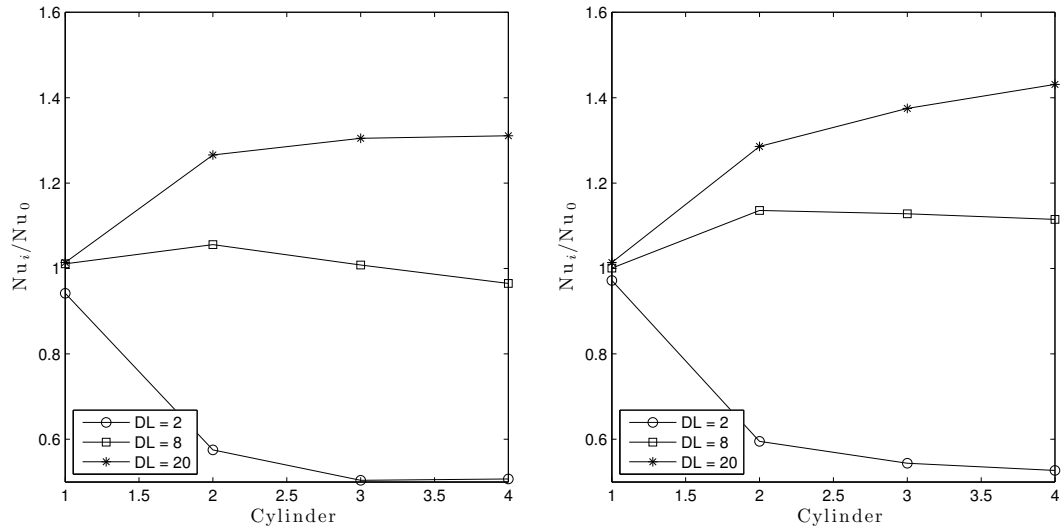 1.6
1.4
1.2
1
0.8
0.6
Nu_i/Nu_0
DL = 2
DL = 8
DL = 20
1 1.5 2 2.5 3 3.5 4
Cylinder
1.6
1.4
1.2
1
0.8
0.6
Nu_i/Nu_0
DL = 2
DL = 8
DL = 20
1 1.5 2 2.5 3 3.5 4
Cylinder